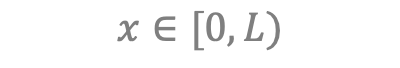 x ∈ [0, L)